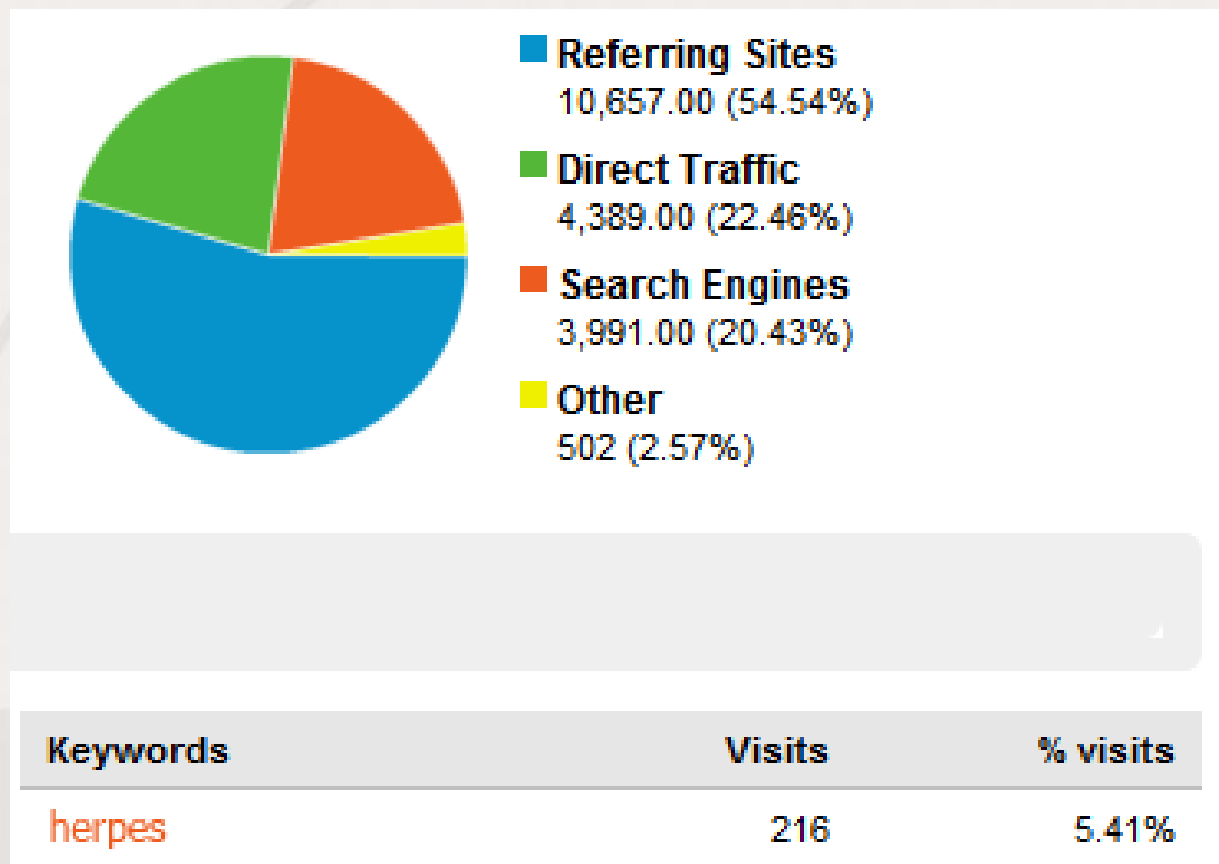 Referring Sites
10,657.00 (54.54%)
Direct Traffic
4,389.00 (22.46%)
Search Engines
3,991.00 (20.43%)
Other
502 (2.57%)
Keywords Visits % visits
herpes 216 5.41%